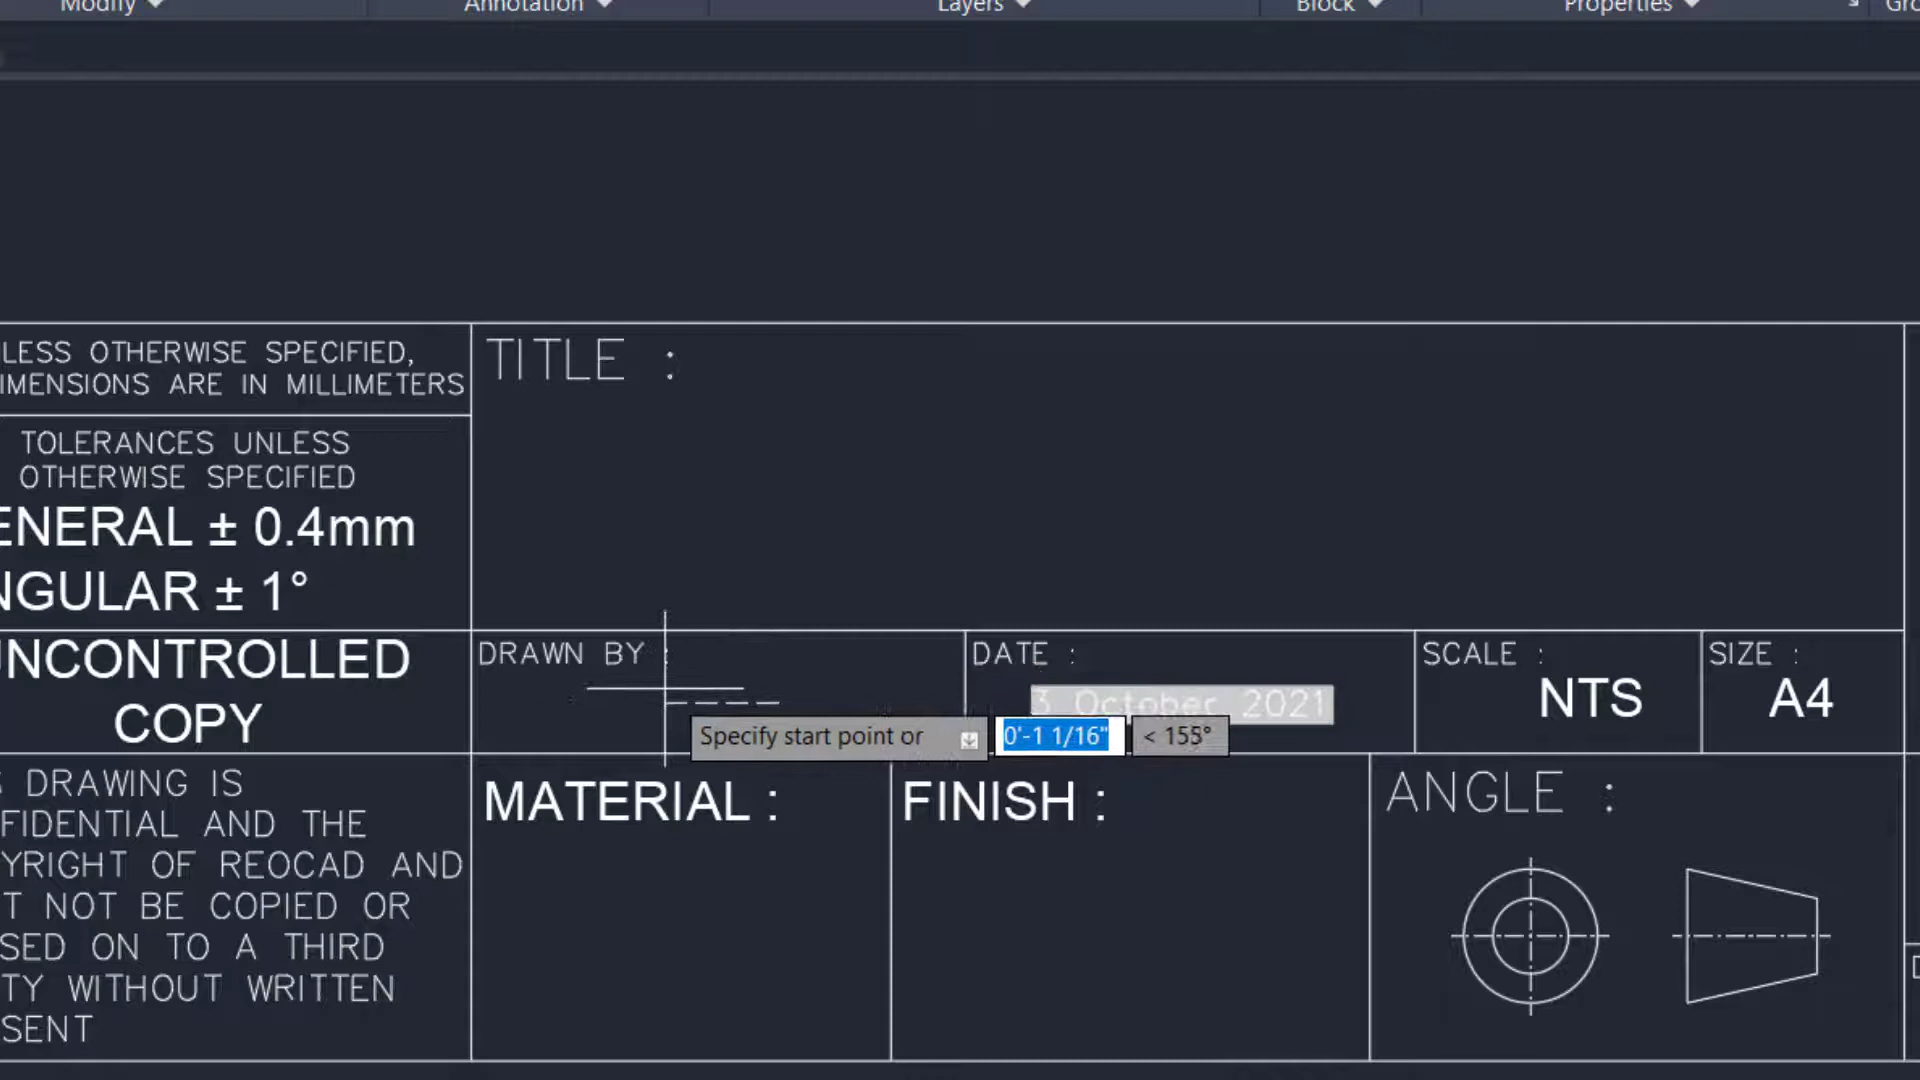 Modify
Annotation
Layers
Block
Properties
Gro
LESS OTHERWISE SPECIFIED,
IMENSIONS ARE IN MILLIMETERS
TITLE :
TOLERANCES UNLESS
OTHERWISE SPECIFIED
ENERAL ± 0.4mm
NGULAR ± 1°
UNCONTROLLED
COPY
DRAWN BY :
DATE :
3 October 2021
SCALE :
NTS
SIZE :
A4
Specify start point or
0'-1 1/16"
< 155°
S DRAWING IS
FIDENTIAL AND THE
YRIGHT OF REOCAD AND
T NOT BE COPIED OR
SED ON TO A THIRD
TY WITHOUT WRITTEN
SENT
MATERIAL :
FINISH :
ANGLE :